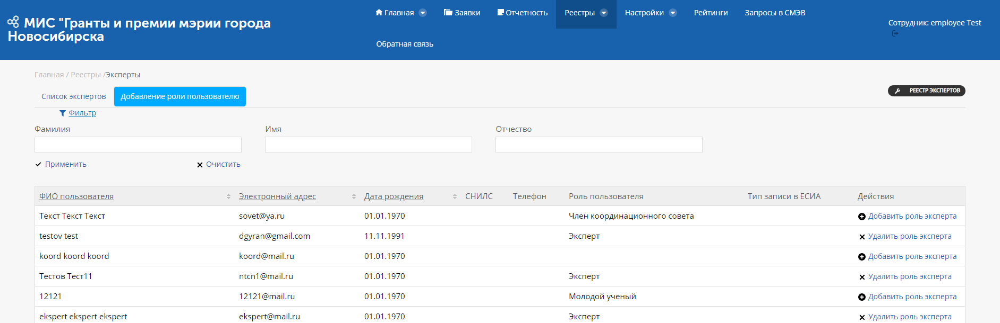 МИС "Гранты и премии мэрии города
Новосибирска
Главная Заявки Отчетность Реестры Настройки Рейтинги Запросы в СМЭВ
Обратная связь
Сотрудник: employee Test
Главная / Реестры /Эксперты
Список экспертов Добавление роли пользователю
РЕЕСТР ЭКСПЕРТОВ
Фильтр
Фамилия Имя Отчество
Применить Очистить
ФИО пользователя Электронный адрес Дата рождения СНИЛС Телефон Роль пользователя Тип записи в ЕСИА Действия
Текст Текст Текст sovet@ya.ru 01.01.1970 Член координационного совета Добавить роль эксперта
testov test dgyran@gmail.com 11.11.1991 Эксперт Удалить роль эксперта
koord koord koord koord@mail.ru 01.01.1970 Добавить роль эксперта
Тестов Тест11 ntcn1@mail.ru 01.01.1970 Эксперт Удалить роль эксперта
12121 12121@mail.ru 01.01.1970 Молодой ученый Добавить роль эксперта
ekspert ekspert ekspert ekspert@mail.ru 01.01.1970 Эксперт Удалить роль эксперта